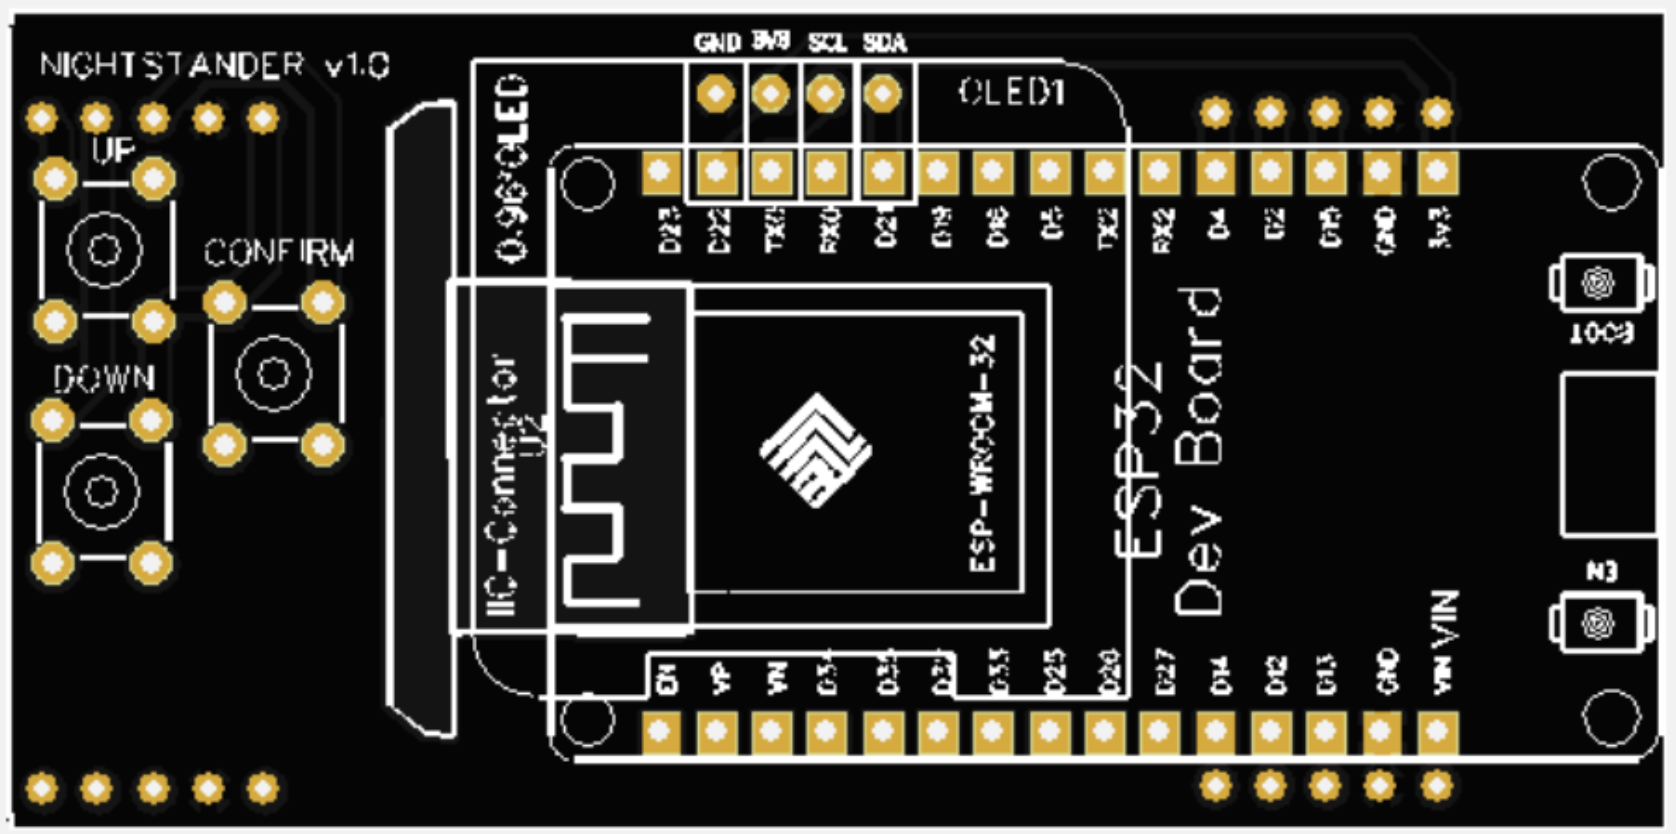 NIGHTSTANDER v1.0
GND 3V3 SCL SDA
OLED1
UP
CONFIRM
DOWN
0.96"OLED
IIC-Connector
U2
D23 D22 TX0 RX0 D21 D19 D18 D5 TX2 RX2 D4 D2 D15 GND 3v3
ESP-WROOM-32
ESP32
Dev Board
BOOT
EN
VIN
EN VP VN D34 D35 D32 D33 D25 D26 D27 D14 D12 D13 GND VIN